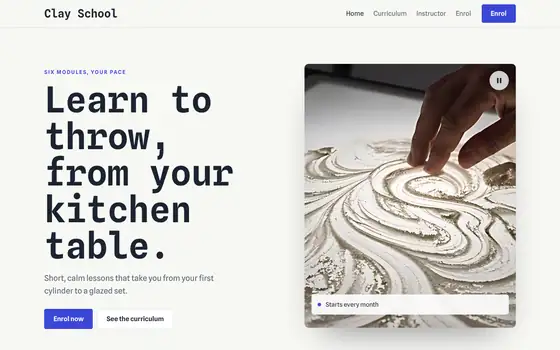 Clay School
Home
Curriculum
Instructor
Enrol
Enrol
SIX MODULES, YOUR PACE
Learn to
throw,
from your
kitchen
table.
Short, calm lessons that take you from your first
cylinder to a glazed set.
Enrol now
See the curriculum
Starts every month